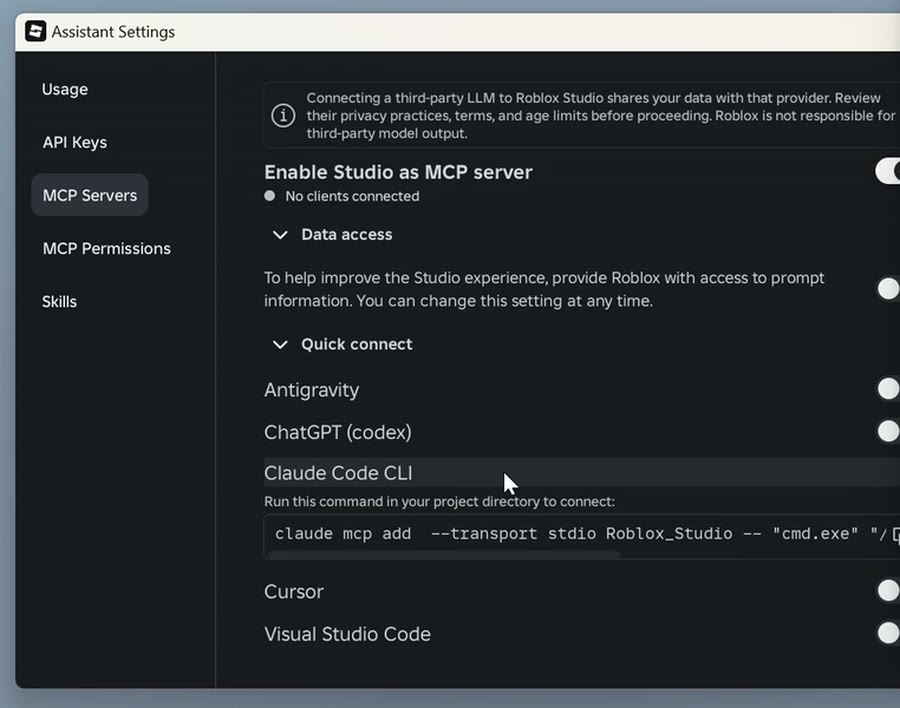 Assistant Settings
Usage
API Keys
MCP Servers
MCP Permissions
Skills
Connecting a third-party LLM to Roblox Studio shares your data with that provider. Review
their privacy practices, terms, and age limits before proceeding. Roblox is not responsible for
third-party model output.
Enable Studio as MCP server
No clients connected
Data access
To help improve the Studio experience, provide Roblox with access to prompt
information. You can change this setting at any time.
Quick connect
Antigravity
ChatGPT (codex)
Claude Code CLI
Run this command in your project directory to connect:
claude mcp add  --transport stdio Roblox_Studio -- "cmd.exe" "/
Cursor
Visual Studio Code